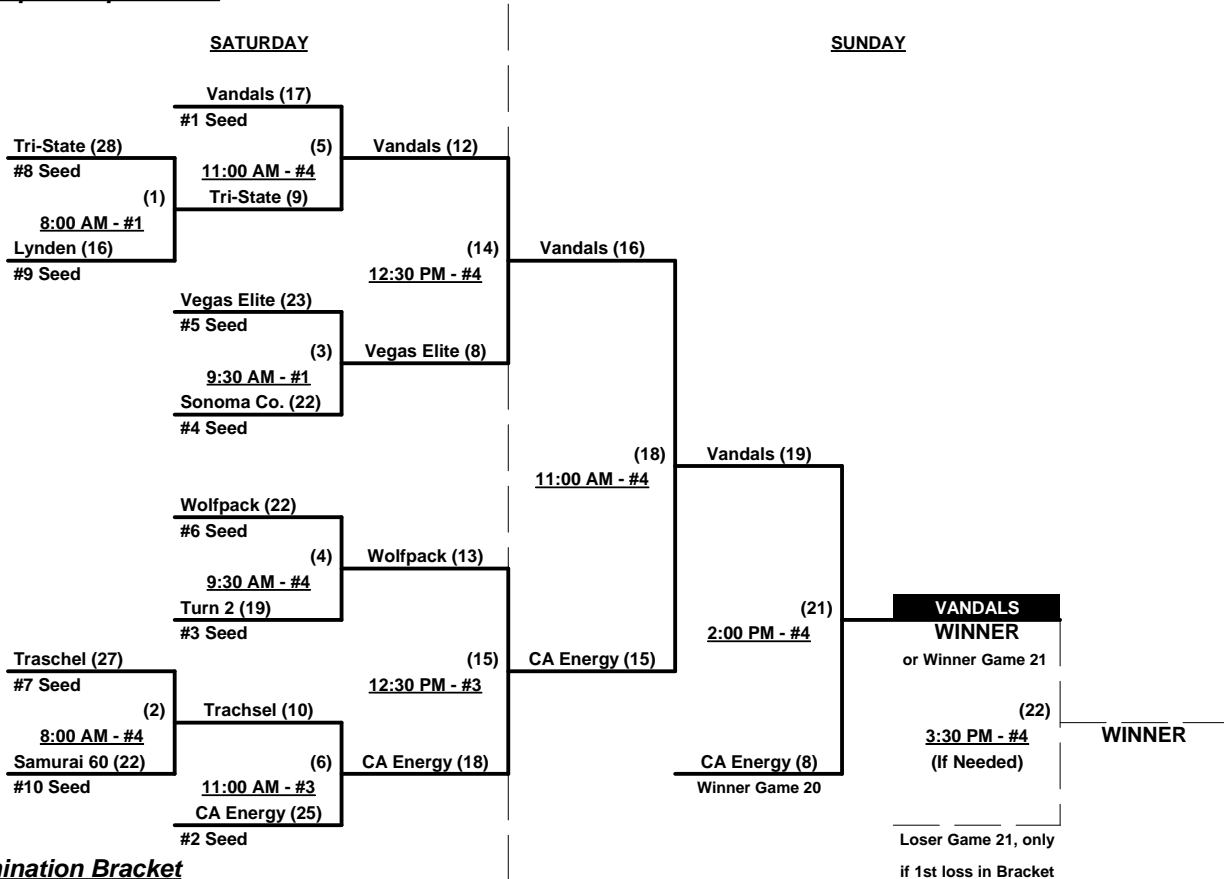 SATURDAY
SUNDAY
Vandals (17)
#1 Seed
Tri-State (28)
(5)
Vandals (12)
#8 Seed
11:00 AM - #4
(1)
Tri-State (9)
8:00 AM - #1
Lynden (16)
(14)
Vandals (16)
#9 Seed
12:30 PM - #4
Vegas Elite (23)
#5 Seed
(3)
Vegas Elite (8)
9:30 AM - #1
Sonoma Co. (22)
#4 Seed
(18)
Vandals (19)
11:00 AM - #4
Wolfpack (22)
#6 Seed
(4)
Wolfpack (13)
9:30 AM - #4
Turn 2 (19)
(21)
VANDALS
#3 Seed
2:00 PM - #4
WINNER
Traschel (27)
(15)
CA Energy (15)
or Winner Game 21
#7 Seed
12:30 PM - #3
(2)
Trachsel (10)
(22)
8:00 AM - #4
3:30 PM - #4
WINNER
Samurai 60 (22)
(6)
CA Energy (18)
CA Energy (8)
(If Needed)
#10 Seed
11:00 AM - #3
Winner Game 20
CA Energy (25)
#2 Seed
Loser Game 21, only
mination Bracket
if 1st loss in Bracket